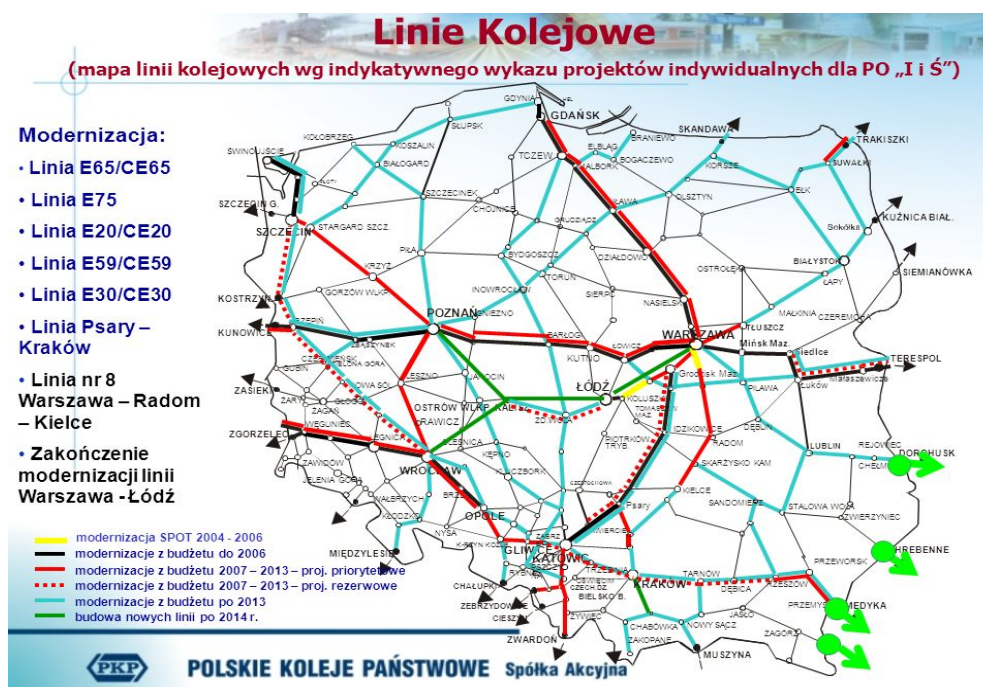 Linie Kolejowe
(mapa linii kolejowych wg indykatywnego wykazu projektów indywidualnych dla PO „I i Ś”)
Modernizacja:
• Linia E65/CE65
• Linia E75
• Linia E20/CE20
• Linia E59/CE59
• Linia E30/CE30
• Linia Psary –
Kraków
• Linia nr 8
Warszawa – Radom
– Kielce
• Zakończenie
modernizacji linii
Warszawa -Łódź
GDYNIA
HEL
GDAŃSK
SŁUPSK
KOŁOBRZEG
KOSZALIN
BIAŁOGARD
ŚWINOUJŚCIE
TCZEW
ELBLĄG
BRANIEWO
BOGACZEWO
MALBORK
SKANDAWA
KORSZE
TRAKISZKI
SUWAŁKI
EŁK
OLSZTYN
SZCZECINEK
CHOJNICE
SZCZECIN G.
SZCZECIN
STARGARD SZCZ.
GRUDZIĄDZ
IŁAWA
KUŹNICA BIAŁ.
Sokółka
PIŁA
BYDGOSZCZ
DZIAŁDOWO
BIAŁYSTOK
SIEMIANÓWKA
KRZYŻ
TORUŃ
OSTROŁĘKA
ŁAPY
KOSTRZYN
GORZÓW WLKP
INOWROCŁAW
SIERPC
NASIELSK
MAŁKINIA
CZEREMCHA
POZNAŃ
GNIEZNO
KUNOWICE
RZEPIN
BARŁOGI
WARSZAWA
TŁUSZCZ
ZBĄSZYNEK
KUTNO
ŁOWICZ
Mińsk Maz.
Siedlce
TERESPOL
GUBIN
ZIELONA GÓRA
LESZNO
JAROCIN
ŁÓDŹ
Grodzisk Maz.
Małaszewicze
ŁUKÓW
PILAWA
ZASIEKI
ŻARY
NOWA SÓL
GŁOGÓW
ŻAGAŃ
OSTRÓW WLKP.
RAWICZ
ZD.WOLA
KOLUSZKI
TOMASZÓW
MAZ.
WĘGLINIEC
ZGORZELEC
LEGNICA
OLEŚNICA
PIOTRKÓW
TRYB.
IDZIKOWICE
RADOM
DĘBLIN
LUBLIN
REJOWIEC
DOROHUSK
CHEŁM
ZAWIDÓW
JELENIA GÓRA
WROCŁAW
KĘPNO
KLUCZBORK
SKARŻYSKO KAM
WAŁBRZYCH
CZĘSTOCHOWA
KIELCE
SANDOMIERZ
STALOWA WOLA
KŁODZKO
BRZEG
OPOLE
Psary
ZWIERZYNIEC
NYSA
MIĘDZYLESIE
GLIWICE
KATOWICE
HREBENNE
PRZEWORSK
TRZEBINIA
TARNÓW
KRAKÓW
DĘBICA
RZESZÓW
CHAŁUPKI
RYBNIK
OŚWIĘCIM
BIELSKO B.
PRZEMYŚL
MEDYKA
ZEBRZYDOWICE
CIESZYN
ŻYWIEC
JASŁO
CHABÓWKA
NOWY SĄCZ
ZAGÓRZ
ZWARDOŃ
ZAKOPANE
MUSZYNA
modernizacja SPOT 2004 - 2006
modernizacje z budżetu do 2006
modernizacje z budżetu 2007 – 2013 – proj. priorytetowe
modernizacje z budżetu 2007 – 2013 – proj. rezerwowe
modernizacje z budżetu po 2013
budowa nowych linii po 2014 r.
PKP
POLSKIE KOLEJE PAŃSTWOWE Spółka Akcyjna